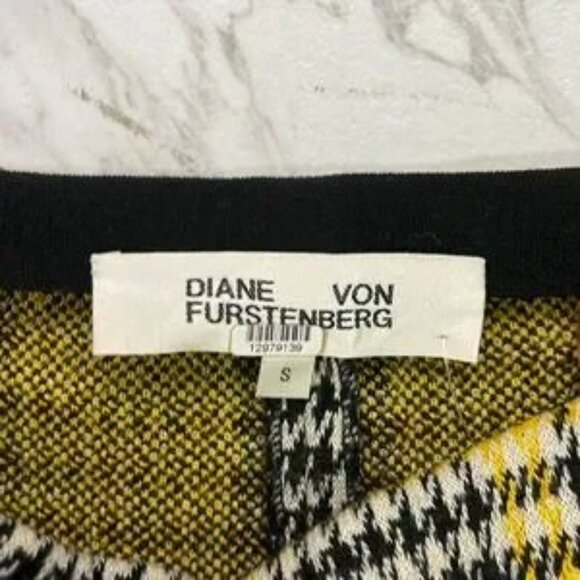 DIANE VON
FURSTENBERG
12979139
S